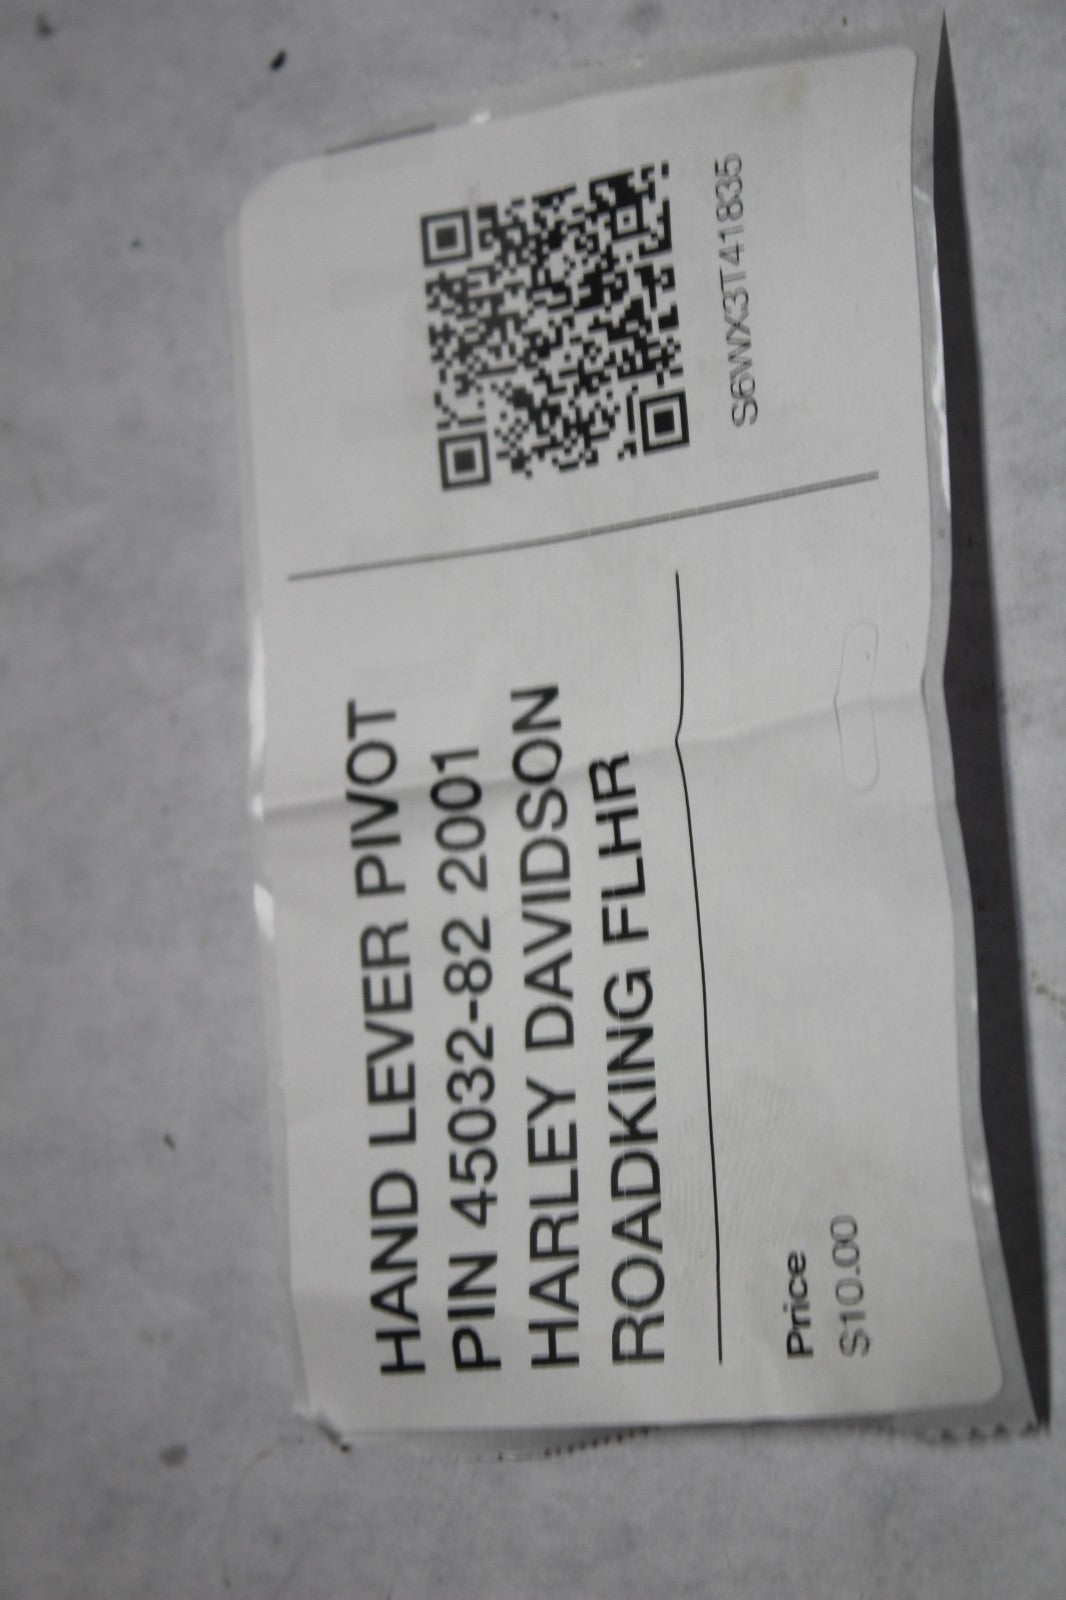 HAND LEVER PIVOT
PIN 45032-82 2001
HARLEY DAVIDSON
ROADKING FLHR
Price
$10.00
S6WX3T41835